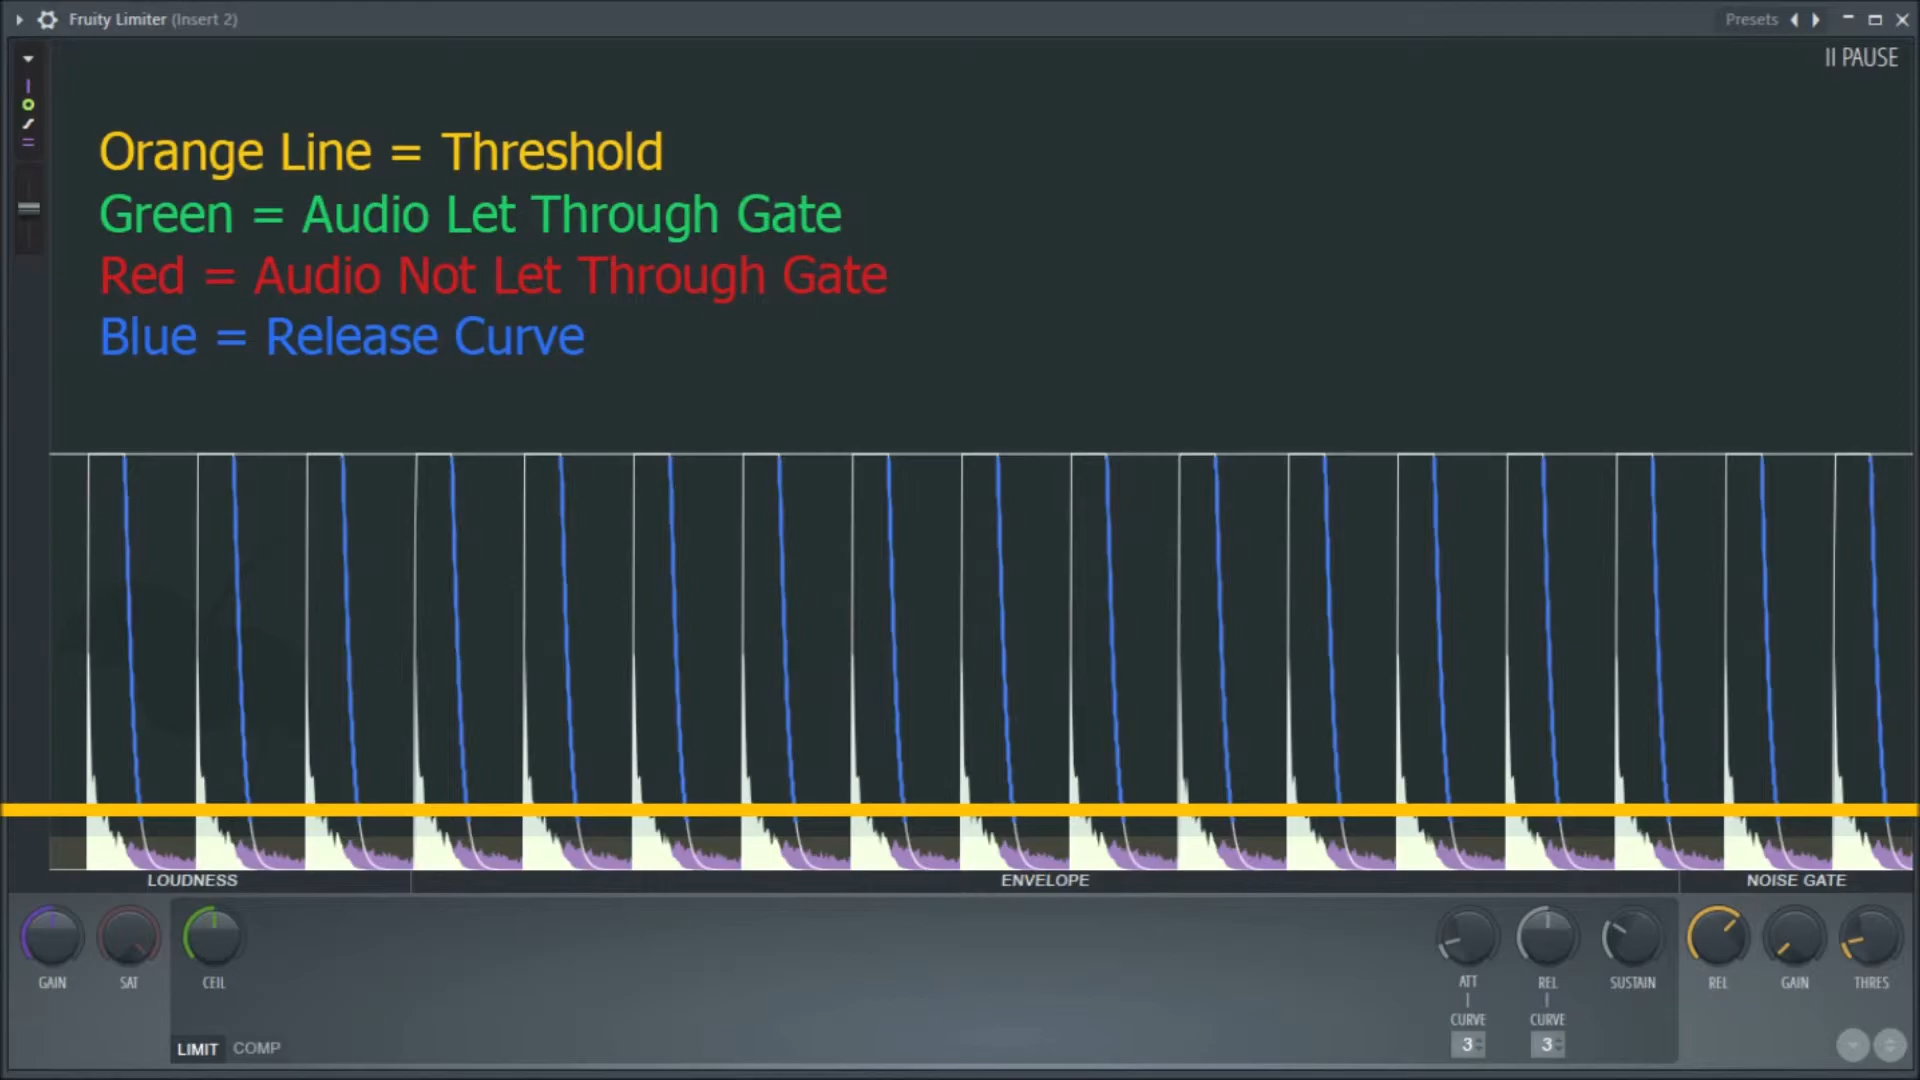 Fruity Limiter (Insert 2)
Presets
II PAUSE
Orange Line = Threshold
Green = Audio Let Through Gate
Red = Audio Not Let Through Gate
Blue = Release Curve
LOUDNESS
ENVELOPE
NOISE GATE
GAIN
SAT
CEIL
ATT
REL
SUSTAIN
REL
GAIN
THRES
CURVE
CURVE
3
3
LIMIT
COMP